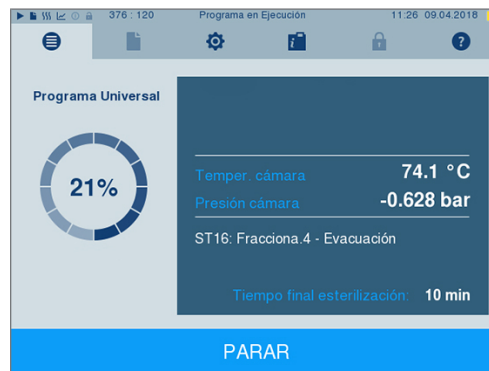 376 : 120 Programa en Ejecución 11:26 09.04.2018
Programa Universal
21%
Temper. cámara 74.1 °C
Presión cámara -0.628 bar
ST16: Fracciona.4 - Evacuación
Tiempo final esterilización: 10 min
PARAR